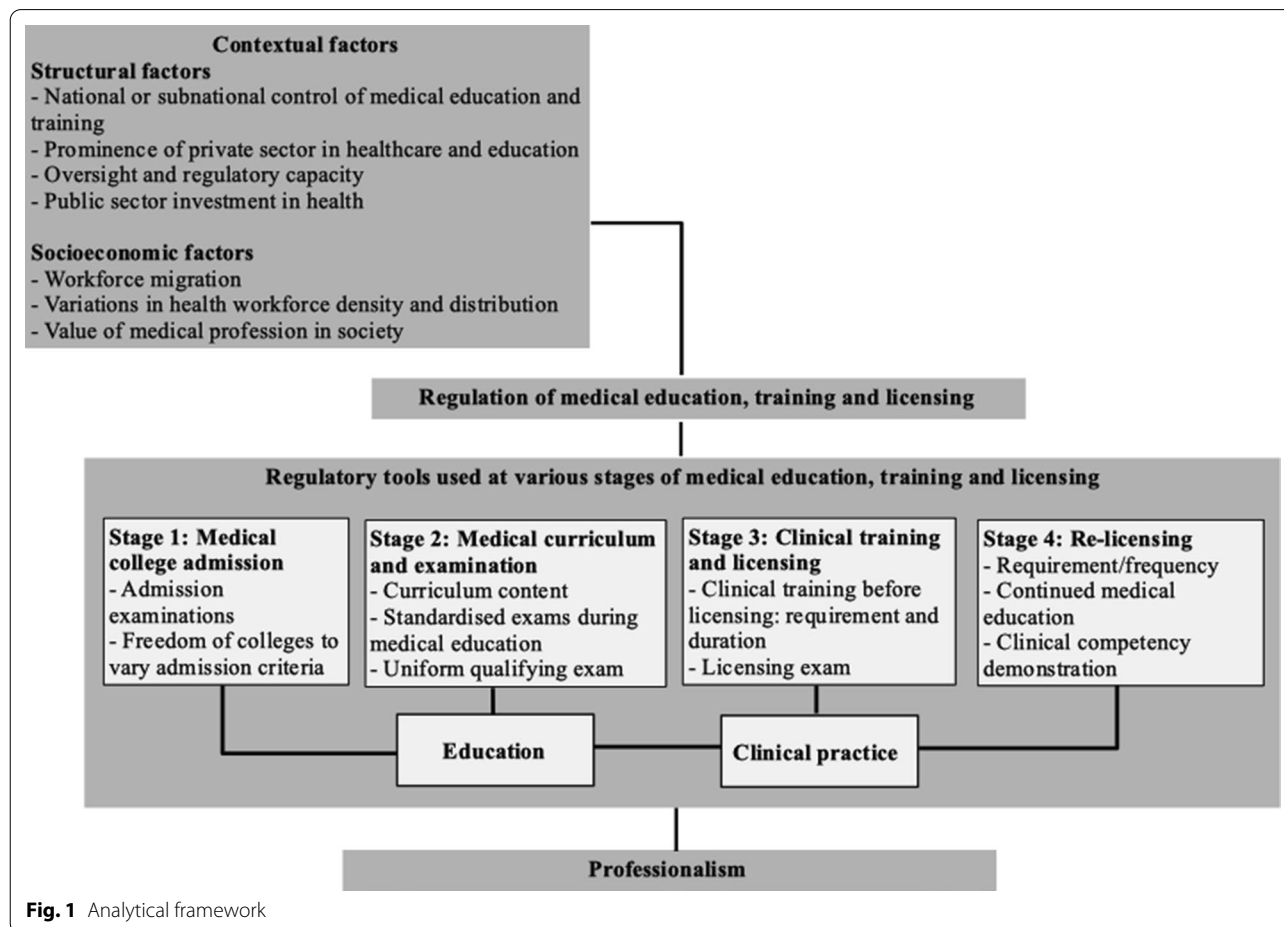 Contextual factors
Structural factors
- National or subnational control of medical education and
training
- Prominence of private sector in healthcare and education
- Oversight and regulatory capacity
- Public sector investment in health
Socioeconomic factors
- Workforce migration
- Variations in health workforce density and distribution
- Value of medical profession in society
Regulation of medical education, training and licensing
Regulatory tools used at various stages of medical education, training and licensing
Stage 1: Medical
college admission
- Admission
examinations
- Freedom of colleges to
vary admission criteria
Stage 2: Medical curriculum
and examination
- Curriculum content
- Standardised exams during
medical education
- Uniform qualifying exam
Stage 3: Clinical training
and licensing
- Clinical training before
licensing: requirement and
duration
- Licensing exam
Stage 4: Re-licensing
- Requirement/frequency
- Continued medical
education
- Clinical competency
demonstration
Education
Clinical practice
Professionalism
Fig. 1 Analytical framework